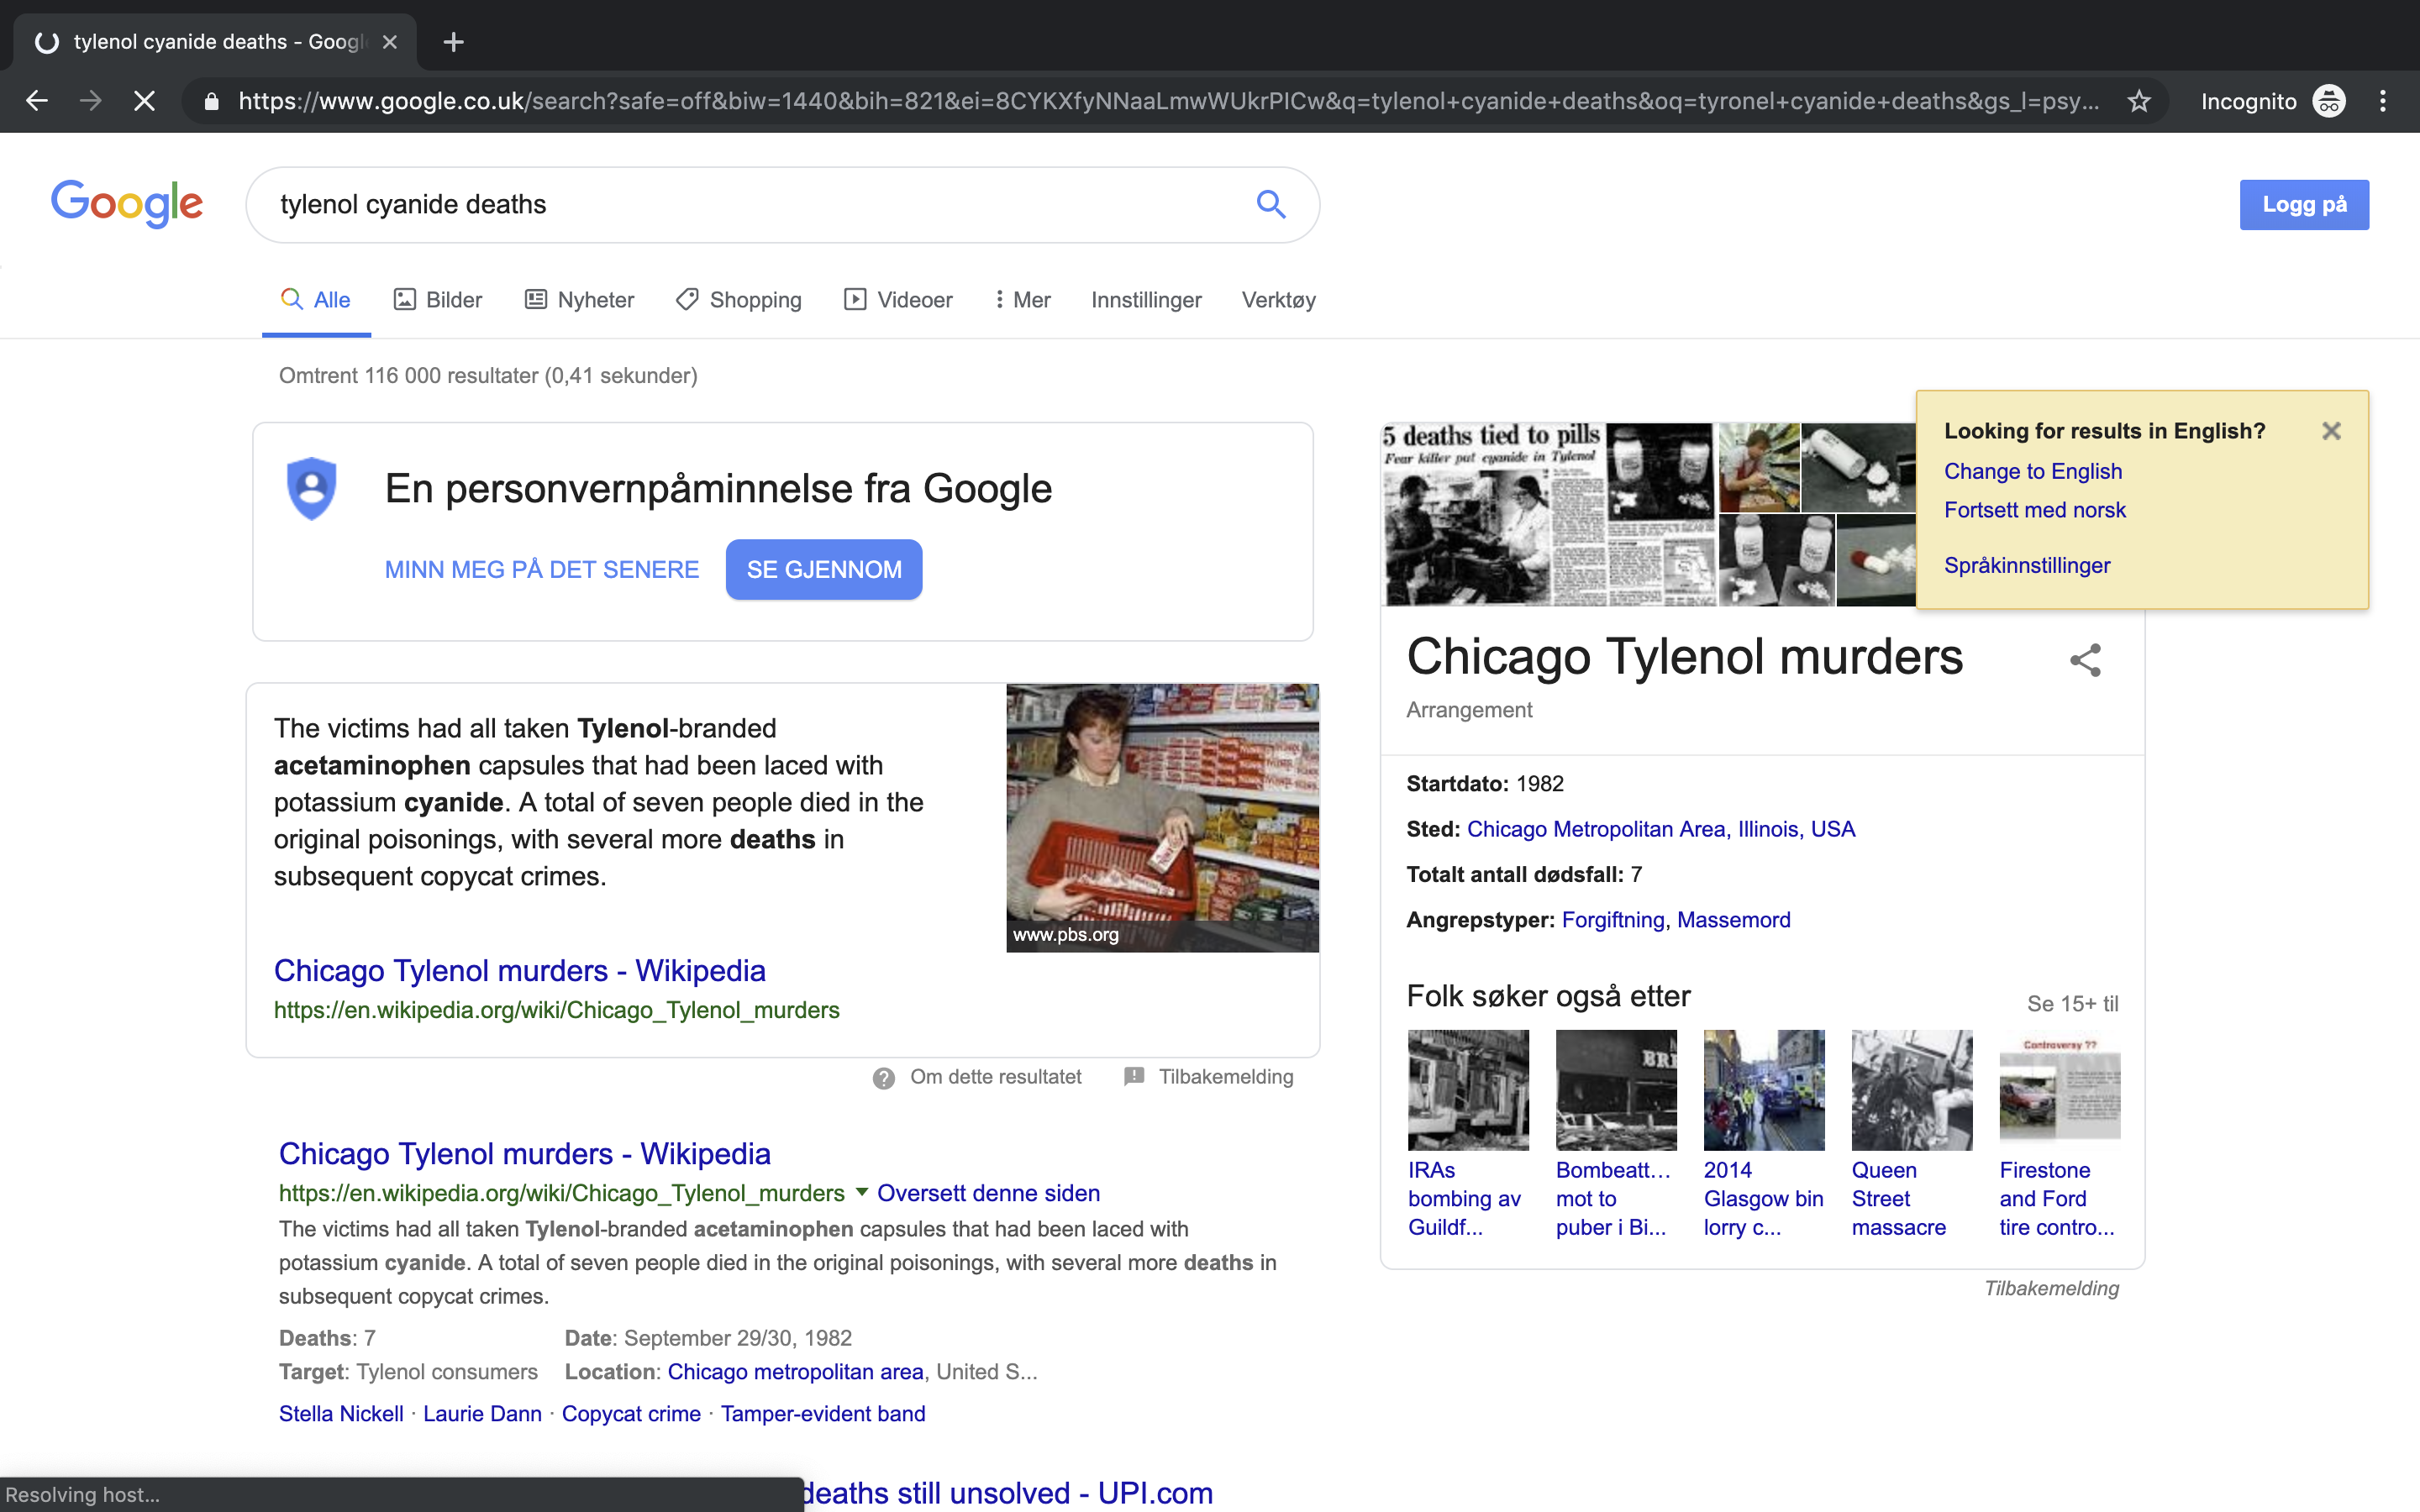 tylenol cyanide deaths - Googl
https://www.google.co.uk/search?safe=off&biw=1440&bih=821&ei=8CYKXfyNNaaLmwWUkrPICw&q=tylenol+cyanide+deaths&oq=tyronel+cyanide+deaths&gs_l=psy...
Incognito
Google
tylenol cyanide deaths
Logg på
Alle
Bilder
Nyheter
Shopping
Videoer
Mer
Innstillinger
Verktøy
Omtrent 116 000 resultater (0,41 sekunder)
En personvernpåminnelse fra Google
MINN MEG PÅ DET SENERE
SE GJENNOM
The victims had all taken Tylenol-branded
acetaminophen capsules that had been laced with
potassium cyanide. A total of seven people died in the
original poisonings, with several more deaths in
subsequent copycat crimes.
www.pbs.org
Chicago Tylenol murders - Wikipedia
https://en.wikipedia.org/wiki/Chicago_Tylenol_murders
Om dette resultatet
Tilbakemelding
Chicago Tylenol murders - Wikipedia
https://en.wikipedia.org/wiki/Chicago_Tylenol_murders ▼ Oversett denne siden
The victims had all taken Tylenol-branded acetaminophen capsules that had been laced with
potassium cyanide. A total of seven people died in the original poisonings, with several more deaths in
subsequent copycat crimes.
Deaths: 7 Date: September 29/30, 1982
Target: Tylenol consumers Location: Chicago metropolitan area, United S...
Stella Nickell · Laurie Dann · Copycat crime · Tamper-evident band
deaths still unsolved - UPI.com
Resolving host...
5 deaths tied to pills
Fear killer put cyanide in Tylenol
Looking for results in English?
Change to English
Fortsett med norsk
Språkinnstillinger
Chicago Tylenol murders
Arrangement
Startdato: 1982
Sted: Chicago Metropolitan Area, Illinois, USA
Totalt antall dødsfall: 7
Angrepstyper: Forgiftning, Massemord
Folk søker også etter
Se 15+ til
BRE
Controversy ??
IRAs
bombing av
Guildf...
Bombeatt...
mot to
puber i Bi...
2014
Glasgow bin
lorry c...
Queen
Street
massacre
Firestone
and Ford
tire contro...
Tilbakemelding